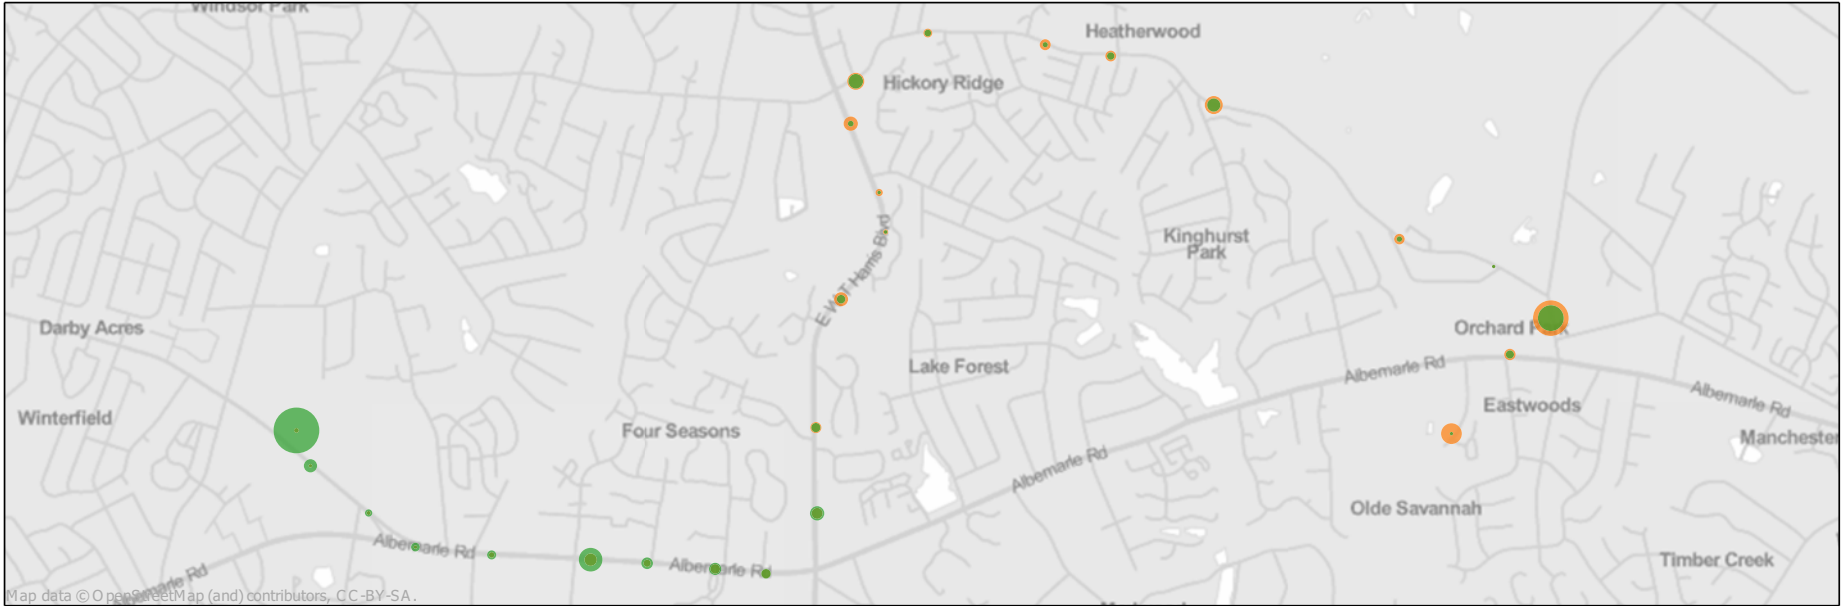 Windsor Park
Heatherwood
Hickory Ridge
Kinghurst
Park
E W T Harris Blvd
Darby Acres
Orchard
Lake Forest
Albemarle Rd
Albemarle Rd
Eastwoods
Winterfield
Four Seasons
Manchester
Albemarle Rd
Olde Savannah
Albemarle Rd
Albemarle Rd
Timber Creek
Map data © OpenStreetMap (and) contributors, CC-BY-SA.